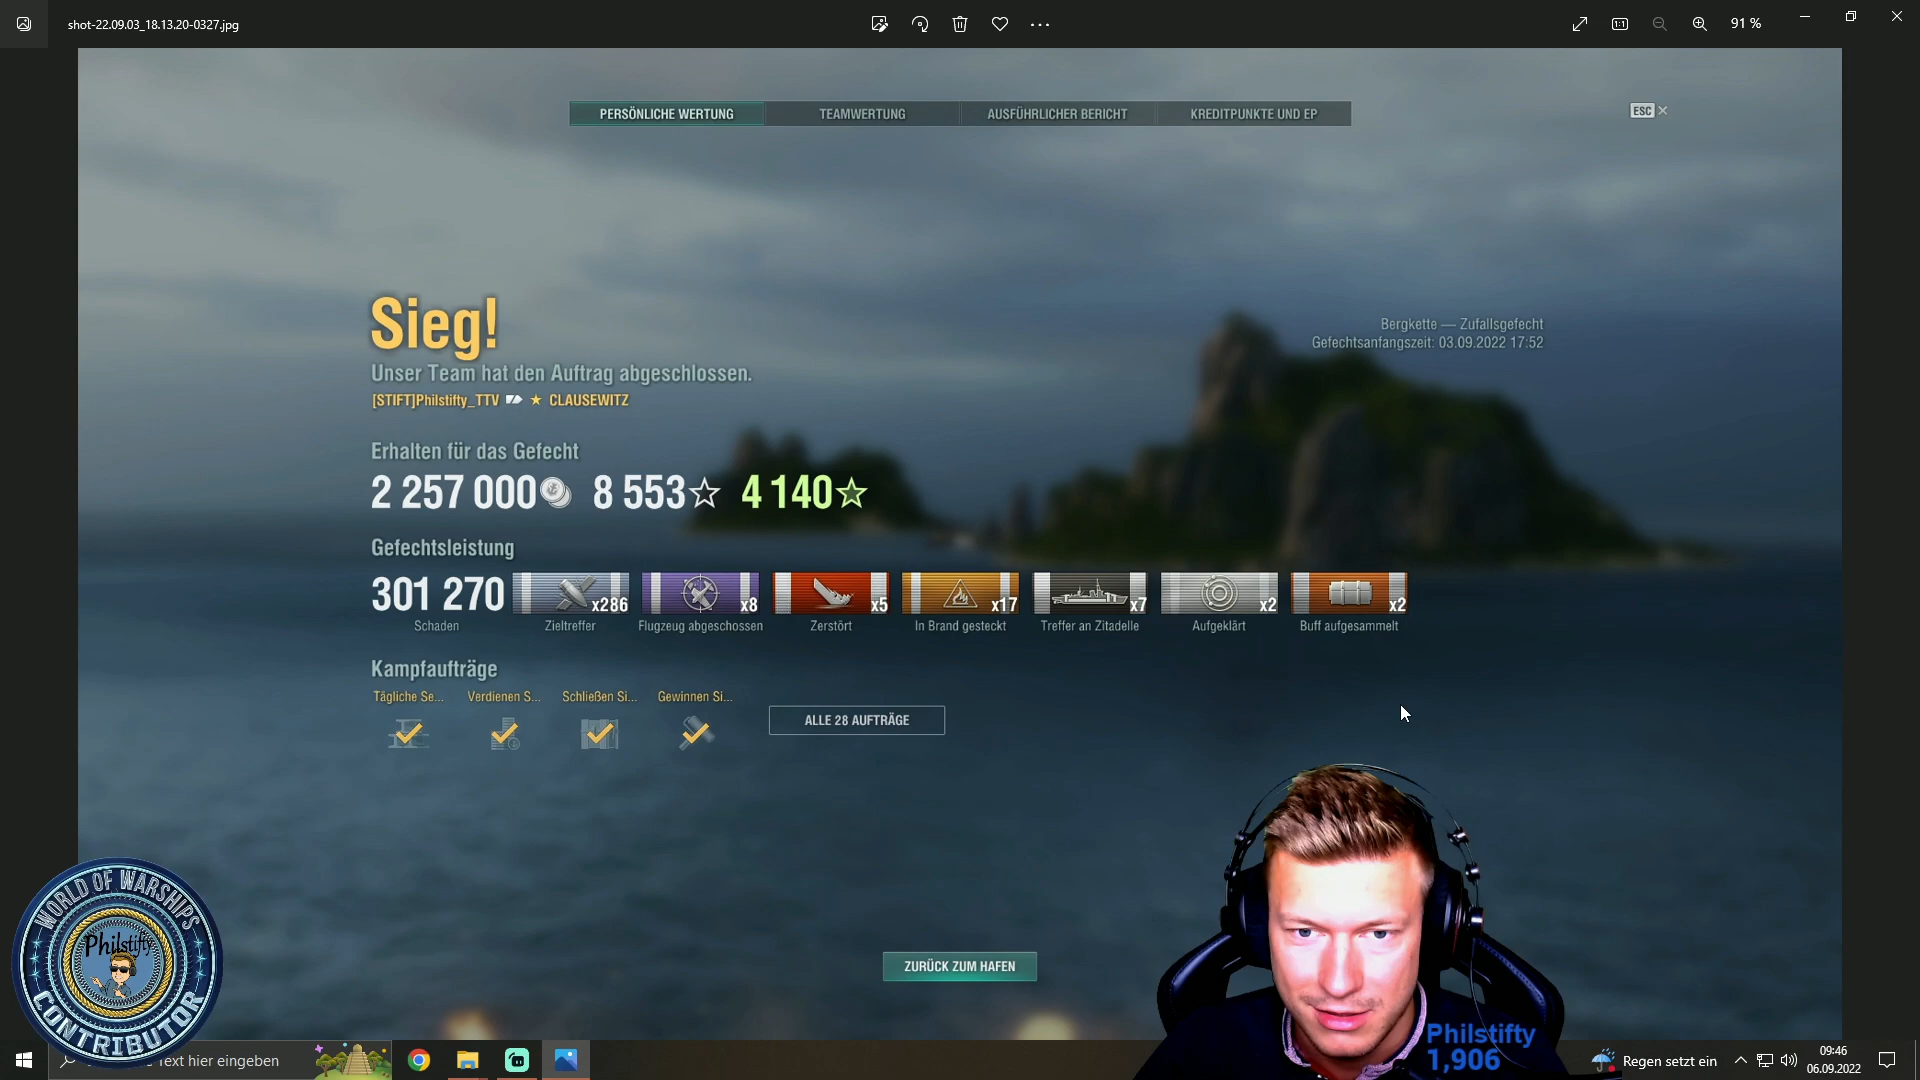 shot-22.09.03_18.13.20-0327.jpg
91 %
PERSÖNLICHE WERTUNG
TEAMWERTUNG
AUSFÜHRLICHER BERICHT
KREDITPUNKTE UND EP
ESC
Sieg!
Unser Team hat den Auftrag abgeschlossen.
[STIFT]Philstifty_TTV ★ CLAUSEWITZ
Bergkette — Zufallsgefecht
Gefechtsanfangszeit: 03.09.2022 17:52
Erhalten für das Gefecht
2 257 000 8 553 4 140
Gefechtsleistung
301 270 x286 x8 x5 x17 x7 x2 x2
Schaden Zieltreffer Flugzeug abgeschossen Zerstört In Brand gesteckt Treffer an Zitadelle Aufgeklärt Buff aufgesammelt
Kampfaufträge
Tägliche Se... Verdienen S... Schließen Si... Gewinnen Si...
ALLE 28 AUFTRÄGE
ZURÜCK ZUM HAFEN
WORLD OF WARSHIPS
Philstifty
CONTRIBUTOR
Philstifty
1,906
Text hier eingeben
Regen setzt ein
09:46
06.09.2022